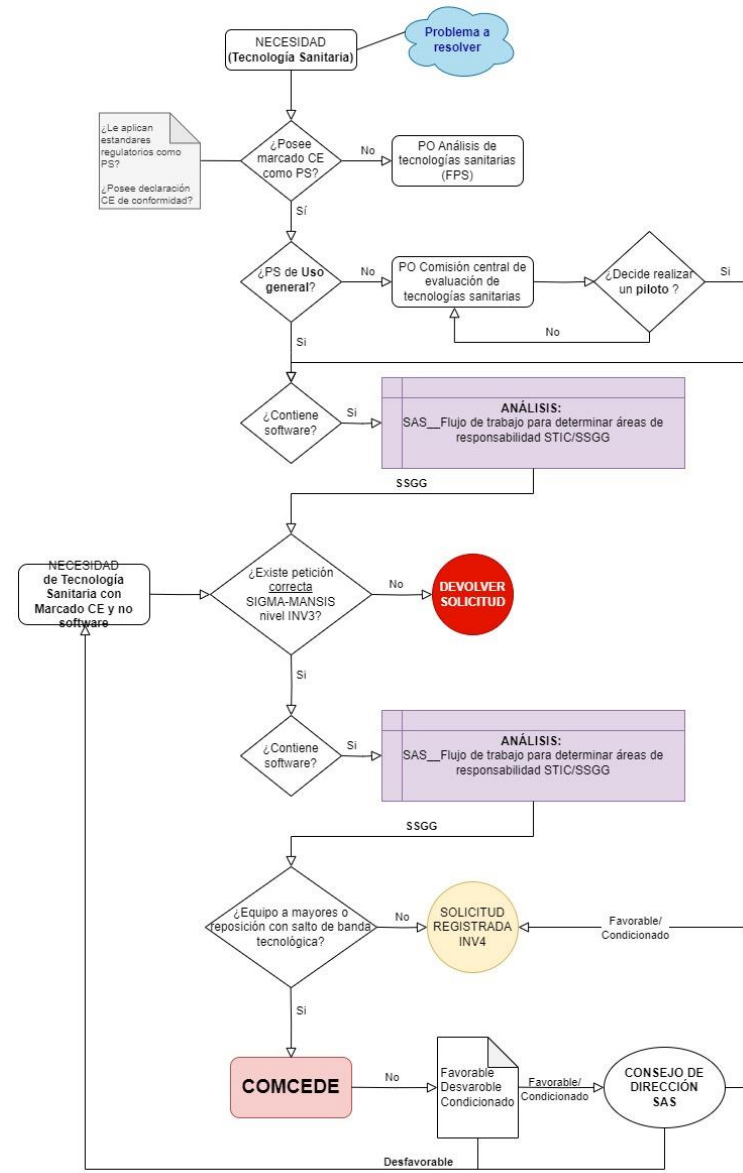 NECESIDAD
(Tecnología Sanitaria)
Problema a
resolver
¿Le aplican
estandares
regulatorios como
PS?
¿Posee declaración
CE de conformidad?
¿Posee
marcado CE
como PS?
No
PO Análisis de
tecnologías sanitarias
(FPS)
Sí
¿PS de Uso
general?
No
PO Comisión central de
evaluación de
tecnologías sanitarias
¿Decide realizar
un piloto ?
Si
No
Si
¿Contiene
software?
Si
ANÁLISIS:
SAS__Flujo de trabajo para determinar áreas de
responsabilidad STIC/SSGG
SSGG
NECESIDAD
de Tecnología
Sanitaria con
Marcado CE y no
software
¿Existe petición
correcta
SIGMA-MANSIS
nivel INV3?
No
DEVOLVER
SOLICITUD
Si
¿Contiene
software?
Si
ANÁLISIS:
SAS__Flujo de trabajo para determinar áreas de
responsabilidad STIC/SSGG
SSGG
¿Equipo a mayores o
reposición con salto de banda
tecnológica?
No
SOLICITUD
REGISTRADA
INV4
Favorable/
Condicionado
Si
COMCEDE
No
Favorable
Desvaroble
Condicionado
Favorable/
Condicionado
CONSEJO DE
DIRECCIÓN
SAS
Desfavorable